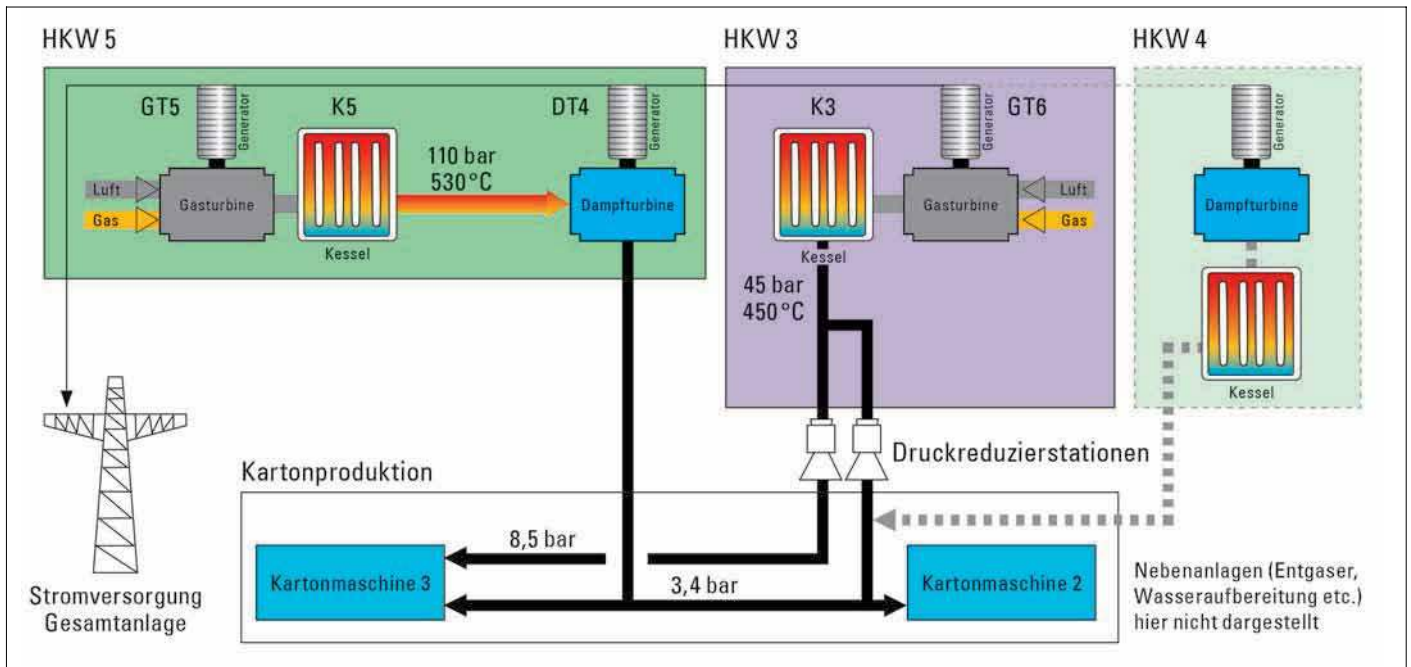 HKW 5
HKW 3
HKW 4
GT5
Generator
K5
DT4
Generator
K3
GT6
Generator
Generator
110 bar
530°C
Luft
Gas
Gasturbine
Kessel
Dampfturbine
Kessel
Gasturbine
Luft
Gas
Dampfturbine
45 bar
450°C
Kessel
Druckreduzierstationen
Kartonproduktion
8,5 bar
Kartonmaschine 3
3,4 bar
Kartonmaschine 2
Stromversorgung
Gesamtanlage
Nebenanlagen (Entgaser,
Wasseraufbereitung etc.)
hier nicht dargestellt